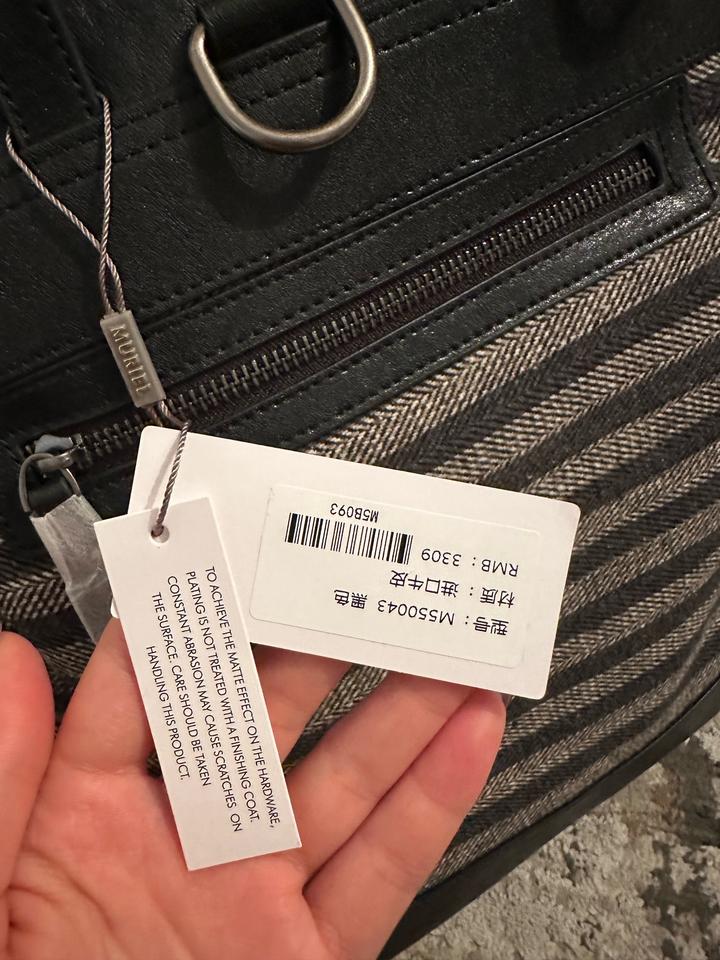 MURIEL
型号：M550043 黑色
材质：进口牛皮
RMB：3309
M5B093
TO ACHIEVE THE MATTE EFFECT ON THE HARDWARE,
PLATING IS NOT TREATED WITH A FINISHING COAT.
CONSTANT ABRASION MAY CAUSE SCRATCHES ON
THE SURFACE. CARE SHOULD BE TAKEN
HANDLING THIS PRODUCT.